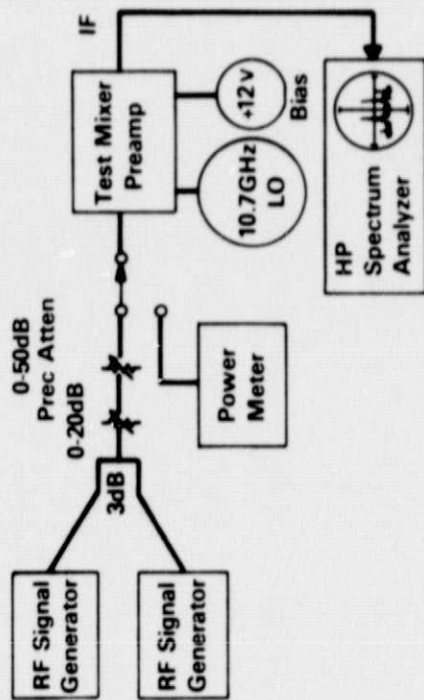 RF Signal
Generator
RF Signal
Generator
3dB
0-20dB
0-50dB
Prec Atten
Power
Meter
Test Mixer
Preamp
IF
10.7GHz
LO
+12v
Bias
HP
Spectrum
Analyzer